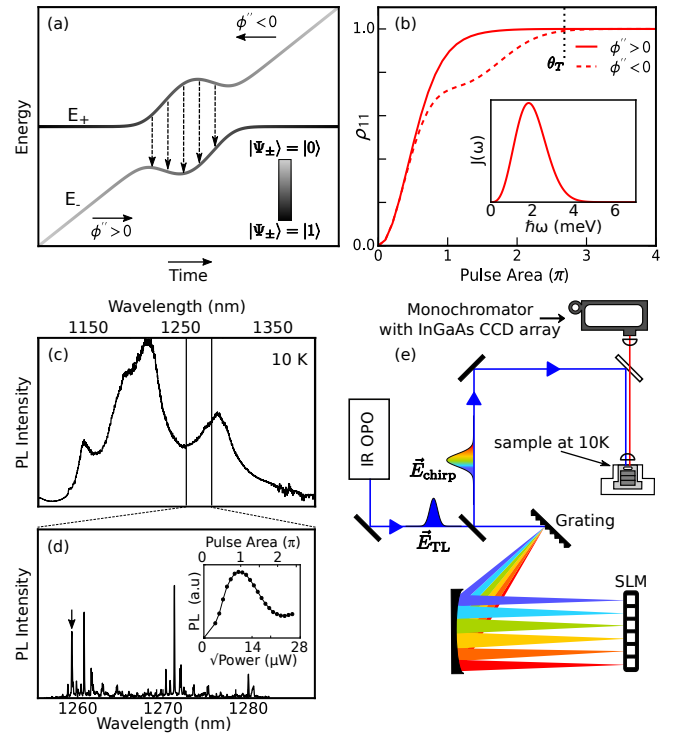 (a)
ϕ''<0
E+
E-
|Ψ±⟩ = |0⟩
|Ψ±⟩ = |1⟩
ϕ''>0
Energy
Time
(b)
1.0
0.0
ρ11
θT
ϕ''>0
ϕ''<0
J(ω)
0 2 4 6
ħω (meV)
0 1 2 3 4
Pulse Area (π)
Wavelength (nm)
1150 1250 1350
(c)
10 K
PL Intensity
(d)
PL Intensity
Pulse Area (π)
0 1 2
PL (a.u)
0 14 28
√Power (μW)
1260 1270 1280
Wavelength (nm)
Monochromator
with InGaAs CCD array
(e)
IR OPO
sample at 10K
E⃗chirp
E⃗TL
Grating
SLM